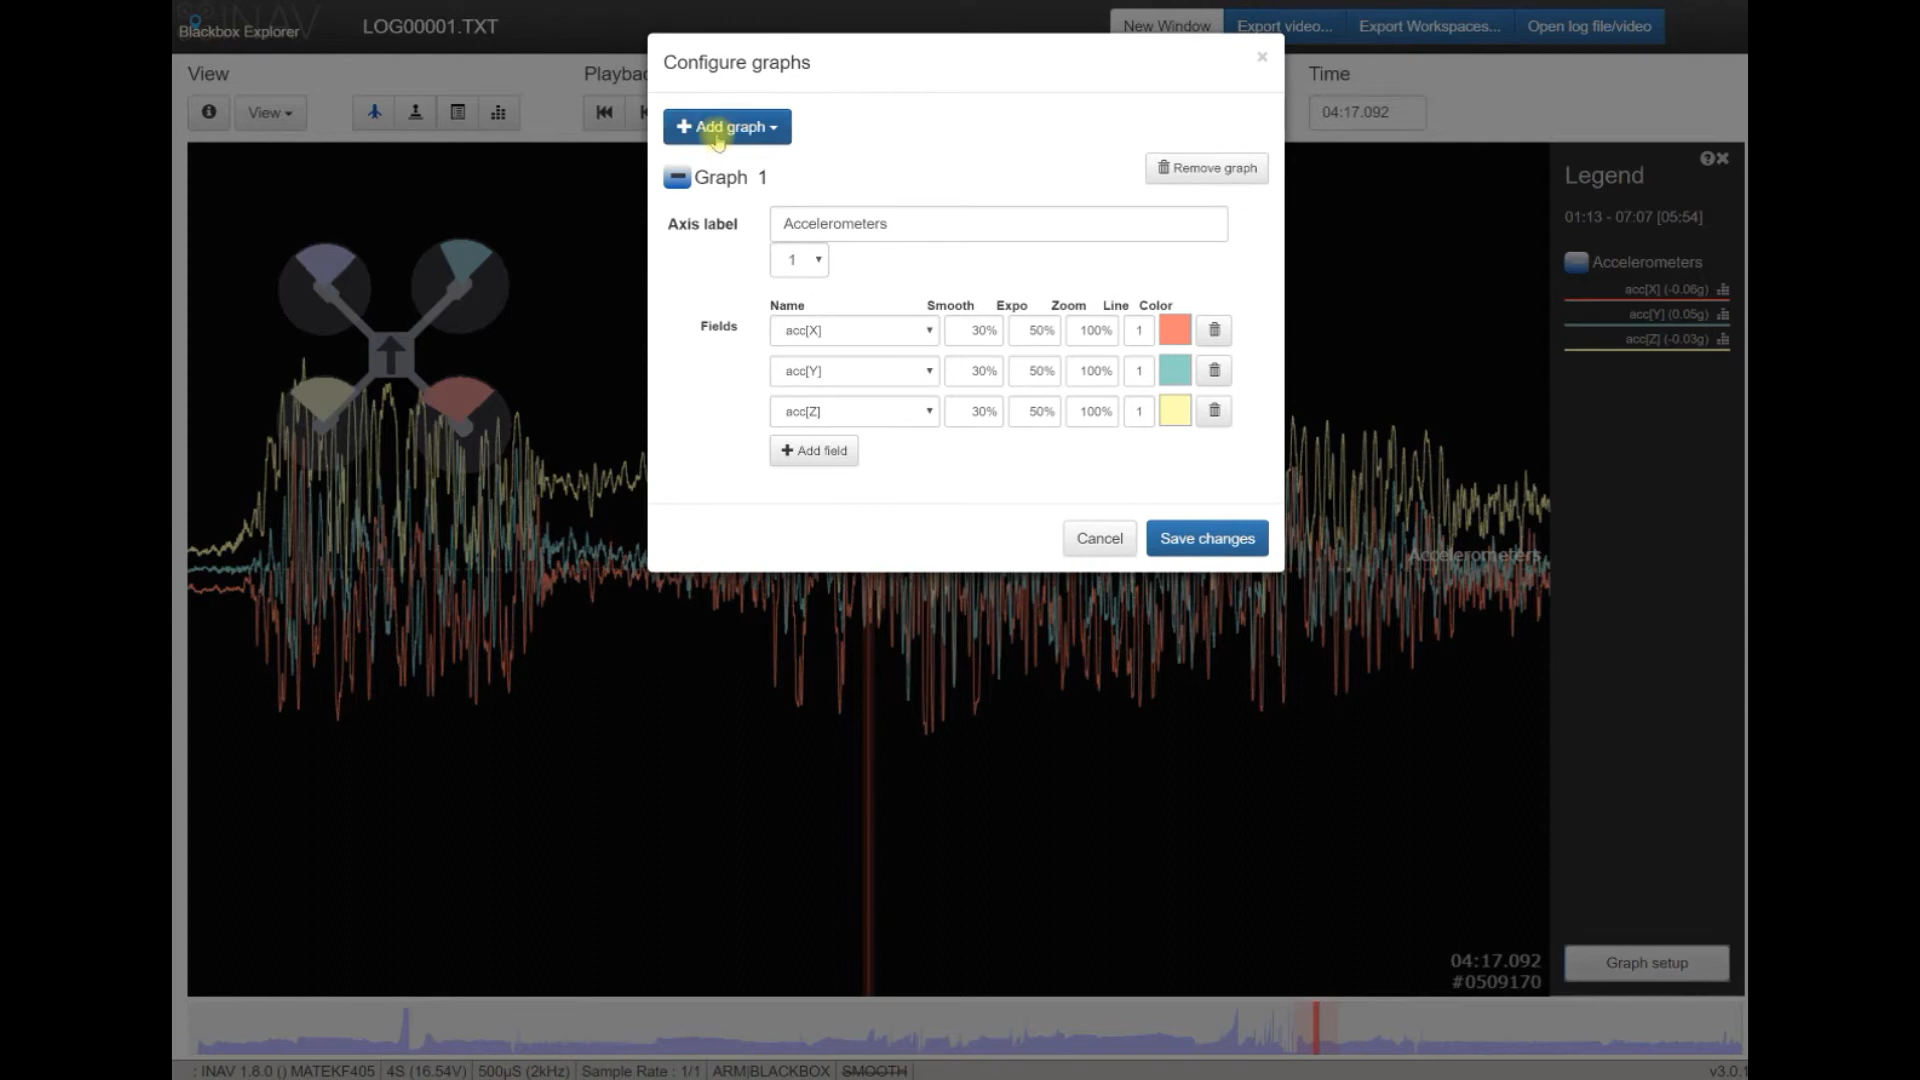 INAV
Blackbox Explorer
LOG00001.TXT
New Window
Export video...
Export Workspaces...
Open log file/video
View
Playba
Time
View
04:17.092
Configure graphs
×
Add graph
Graph 1
Remove graph
Axis label
Accelerometers
1
Name Smooth Expo Zoom Line Color
Fields
acc[X] 30% 50% 100% 1
acc[Y] 30% 50% 100% 1
acc[Z] 30% 50% 100% 1
Add field
Cancel
Save changes
Legend
01:13 - 07:07 [05:54]
Accelerometers
acc[X] (-0.06g)
acc[Y] (0.05g)
acc[Z] (-0.03g)
Accelerometers
04:17.092
#0509170
Graph setup
: INAV 1.8.0 () MATEKF405 | 4S (16.54V) | 500µS (2kHz) | Sample Rate : 1/1 | ARM|BLACKBOX | SMOOTH
v3.0.1